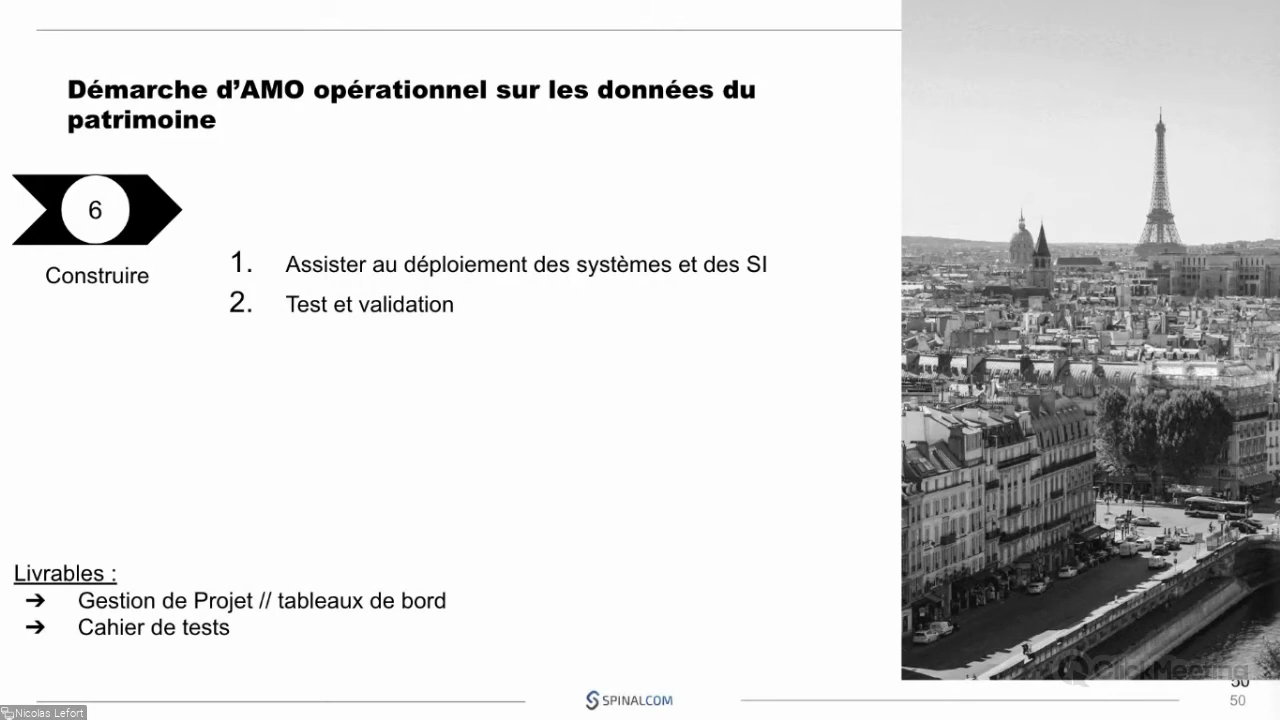 Démarche d’AMO opérationnel sur les données du
patrimoine
6
Construire
1. Assister au déploiement des systèmes et des SI
2. Test et validation
Livrables :
➔ Gestion de Projet // tableaux de bord
➔ Cahier de tests
ClickMeeting
50
SPINALCOM
50
Nicolas Lefort